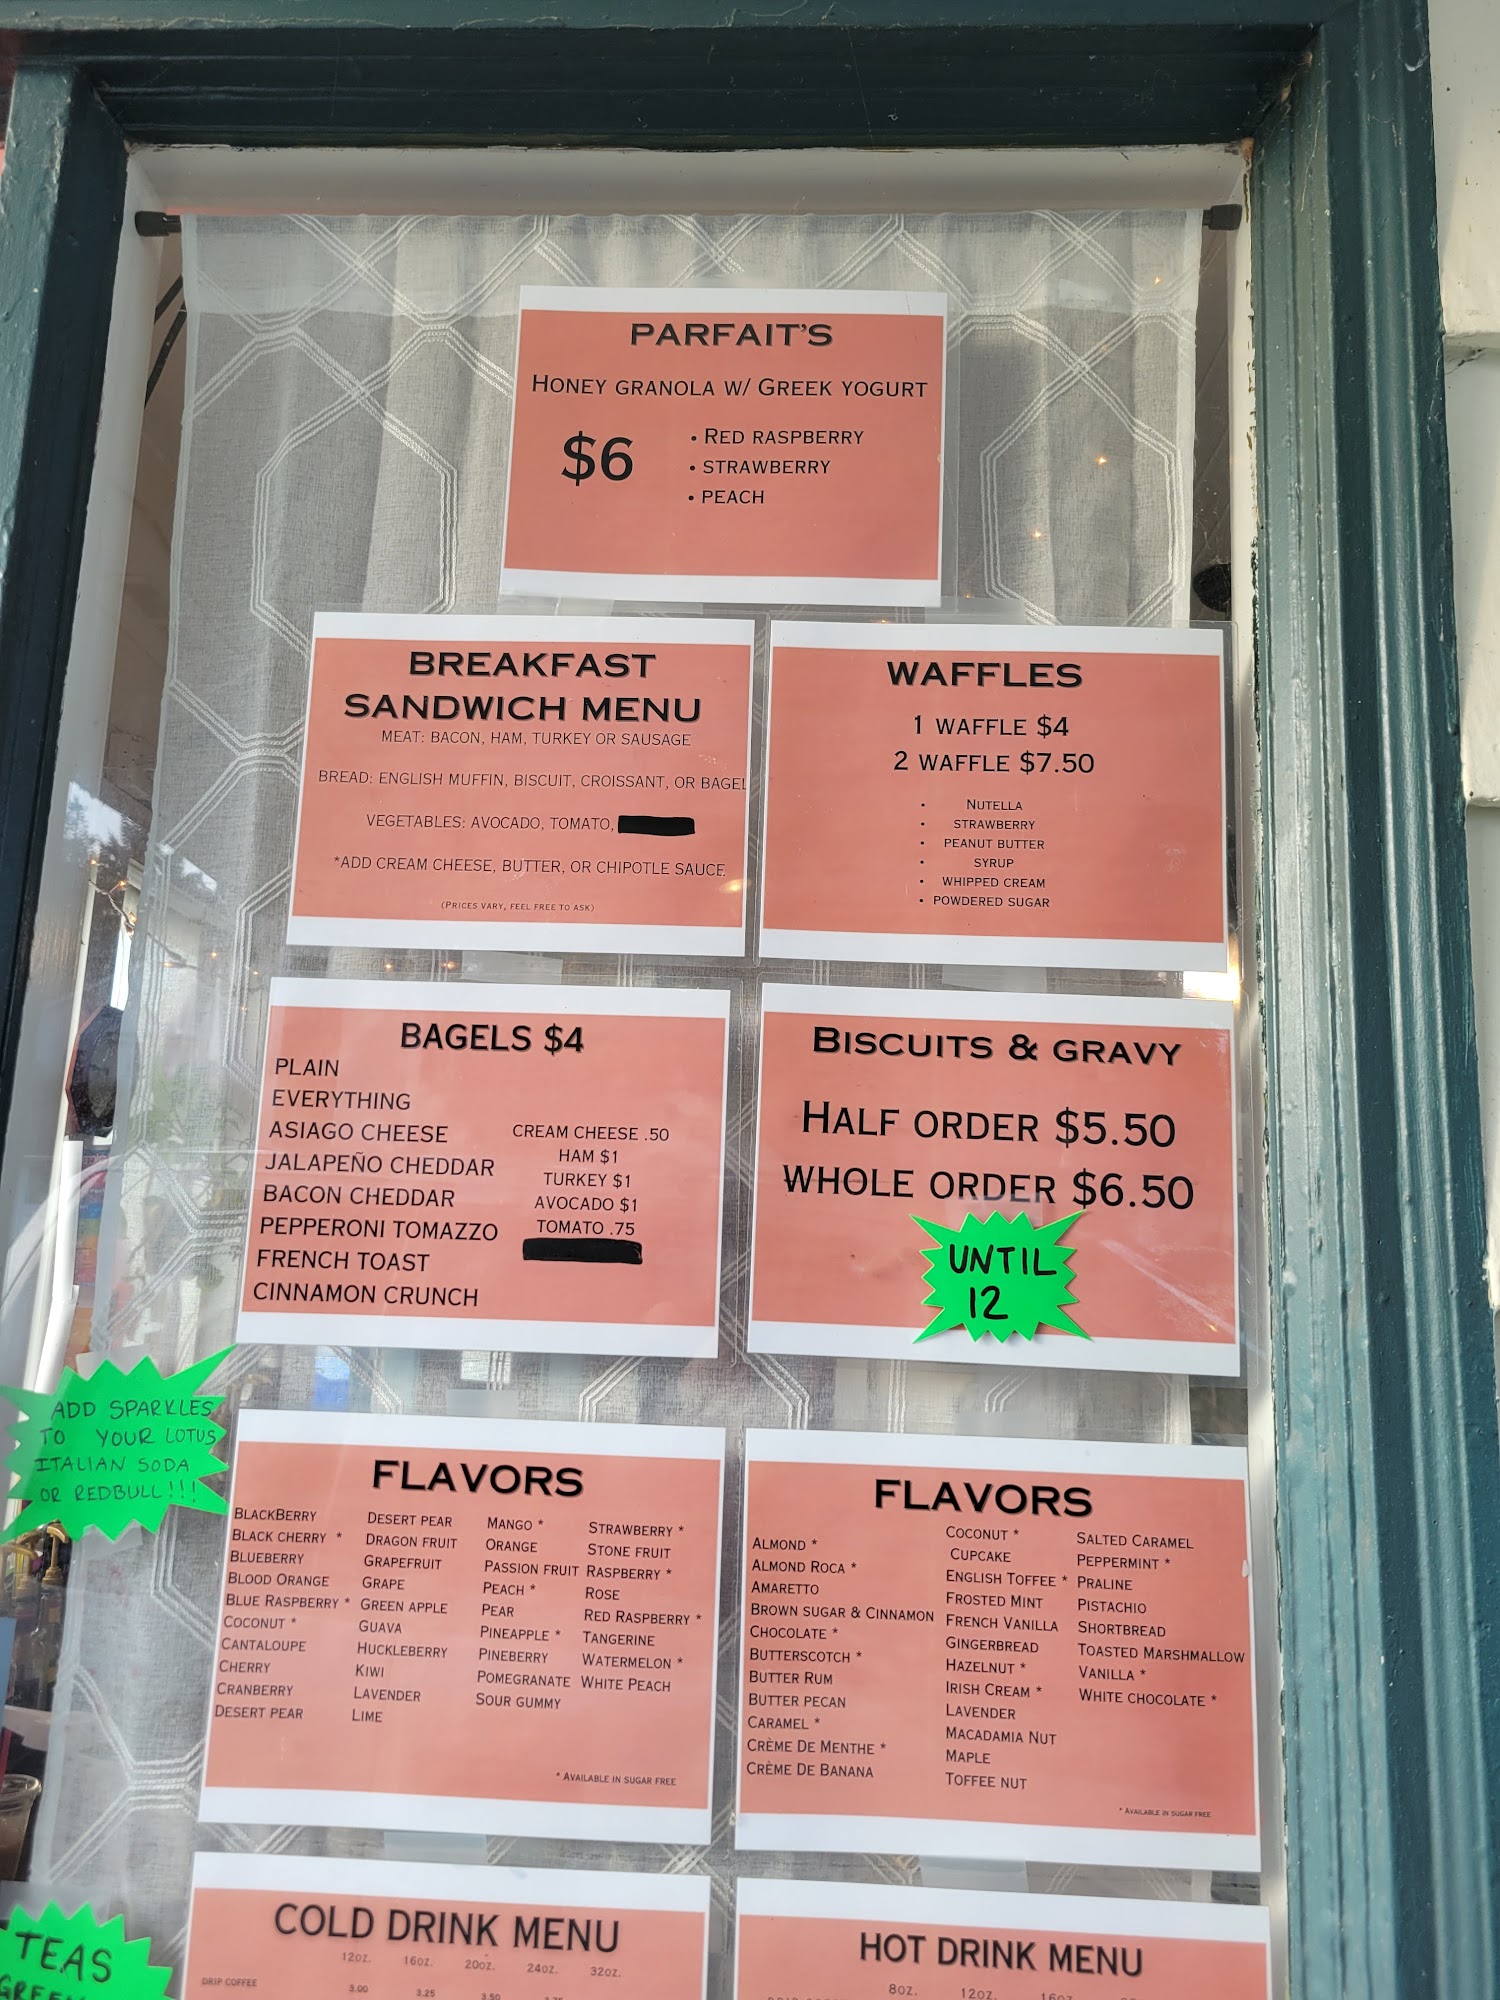 PARFAIT'S
HONEY GRANOLA W/ GREEK YOGURT
$6
• RED RASPBERRY
• STRAWBERRY
• PEACH
BREAKFAST
SANDWICH MENU
MEAT: BACON, HAM, TURKEY OR SAUSAGE
BREAD: ENGLISH MUFFIN, BISCUIT, CROISSANT, OR BAGEL
VEGETABLES: AVOCADO, TOMATO,
*ADD CREAM CHEESE, BUTTER, OR CHIPOTLE SAUCE
(PRICES VARY, FEEL FREE TO ASK)
WAFFLES
1 WAFFLE $4
2 WAFFLE $7.50
• NUTELLA
• STRAWBERRY
• PEANUT BUTTER
• SYRUP
• WHIPPED CREAM
• POWDERED SUGAR
BAGELS $4
PLAIN
EVERYTHING
ASIAGO CHEESE
JALAPEÑO CHEDDAR
BACON CHEDDAR
PEPPERONI TOMAZZO
FRENCH TOAST
CINNAMON CRUNCH
CREAM CHEESE .50
HAM $1
TURKEY $1
AVOCADO $1
TOMATO .75
BISCUITS & GRAVY
HALF ORDER $5.50
WHOLE ORDER $6.50
UNTIL
12
ADD SPARKLES
TO YOUR LOTUS
ITALIAN SODA
OR REDBULL!!!
FLAVORS
BLACKBERRY
BLACK CHERRY *
BLUEBERRY
BLOOD ORANGE
BLUE RASPBERRY *
COCONUT *
CANTALOUPE
CHERRY
CRANBERRY
DESERT PEAR
DESERT PEAR
DRAGON FRUIT
GRAPEFRUIT
GRAPE
GREEN APPLE
GUAVA
HUCKLEBERRY
KIWI
LAVENDER
LIME
MANGO *
ORANGE
PASSION FRUIT
PEACH *
PEAR
PINEAPPLE *
PINEBERRY
POMEGRANATE
SOUR GUMMY
STRAWBERRY *
STONE FRUIT
RASPBERRY *
ROSE
RED RASPBERRY *
TANGERINE
WATERMELON *
WHITE PEACH
* AVAILABLE IN SUGAR FREE
FLAVORS
ALMOND *
ALMOND ROCA *
AMARETTO
BROWN SUGAR & CINNAMON
CHOCOLATE *
BUTTERSCOTCH *
BUTTER RUM
BUTTER PECAN
CARAMEL *
CRÈME DE MENTHE *
CRÈME DE BANANA
COCONUT *
CUPCAKE
ENGLISH TOFFEE *
FROSTED MINT
FRENCH VANILLA
GINGERBREAD
HAZELNUT *
IRISH CREAM *
LAVENDER
MACADAMIA NUT
MAPLE
TOFFEE NUT
SALTED CARAMEL
PEPPERMINT *
PRALINE
PISTACHIO
SHORTBREAD
TOASTED MARSHMALLOW
VANILLA *
WHITE CHOCOLATE *
* AVAILABLE IN SUGAR FREE
TEAS
COLD DRINK MENU
12OZ. 16OZ. 20OZ. 24OZ. 32OZ.
DRIP COFFEE 3.00 3.25 3.50
HOT DRINK MENU
8OZ. 12OZ. 16OZ